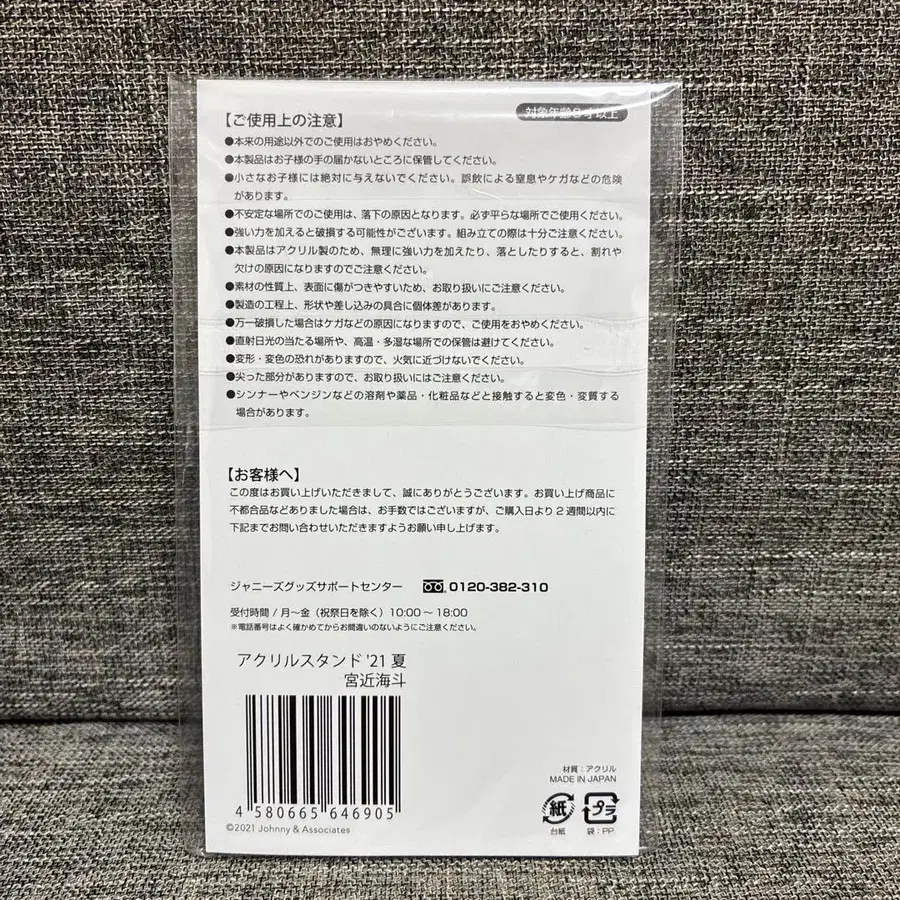 対象年齢8才以上
【ご使用上の注意】
●本来の用途以外でのご使用はおやめください。
●本製品はお子様の手の届かないところに保管してください。
●小さなお子様には絶対に与えないでください。誤飲による窒息やケガなどの危険
があります。
●不安定な場所でのご使用は、落下の原因となります。必ず平らな場所でご使用ください。
●強い力を加えると破損する可能性がございます。組み立ての際は十分ご注意ください。
●本製品はアクリル製のため、無理に強い力を加えたり、落としたりすると、割れや
欠けの原因になりますのでご注意ください。
●素材の性質上、表面に傷がつきやすいため、お取り扱いにご注意ください。
●製造の工程上、形状や差し込みの具合に個体差があります。
●万一破損した場合はケガなどの原因になりますので、ご使用をおやめください。
●直射日光の当たる場所や、高温・多湿な場所での保管は避けてください。
●変形・変色の恐れがありますので、火気に近づけないでください。
●尖った部分がありますので、お取り扱いにはご注意ください。
●シンナーやベンジンなどの溶剤や薬品・化粧品などと接触すると変色・変質する
場合があります。
【お客様へ】
この度はお買い上げいただきまして、誠にありがとうございます。お買い上げ商品に
不都合品などありました場合は、お手数ではございますが、ご購入日より2週間以内に
下記までお問い合わせいただきますようお願い申し上げます。
ジャニーズグッズサポートセンター 0120-382-310
受付時間 / 月〜金（祝祭日を除く）10:00〜18:00
※電話番号はよく確かめてからお間違いのないようにご注意ください。
アクリルスタンド '21 夏
宮近海斗
4 580665 646905
©2021 Johnny & Associates
材質：アクリル
MADE IN JAPAN
紙 プラ
台紙 袋：PP